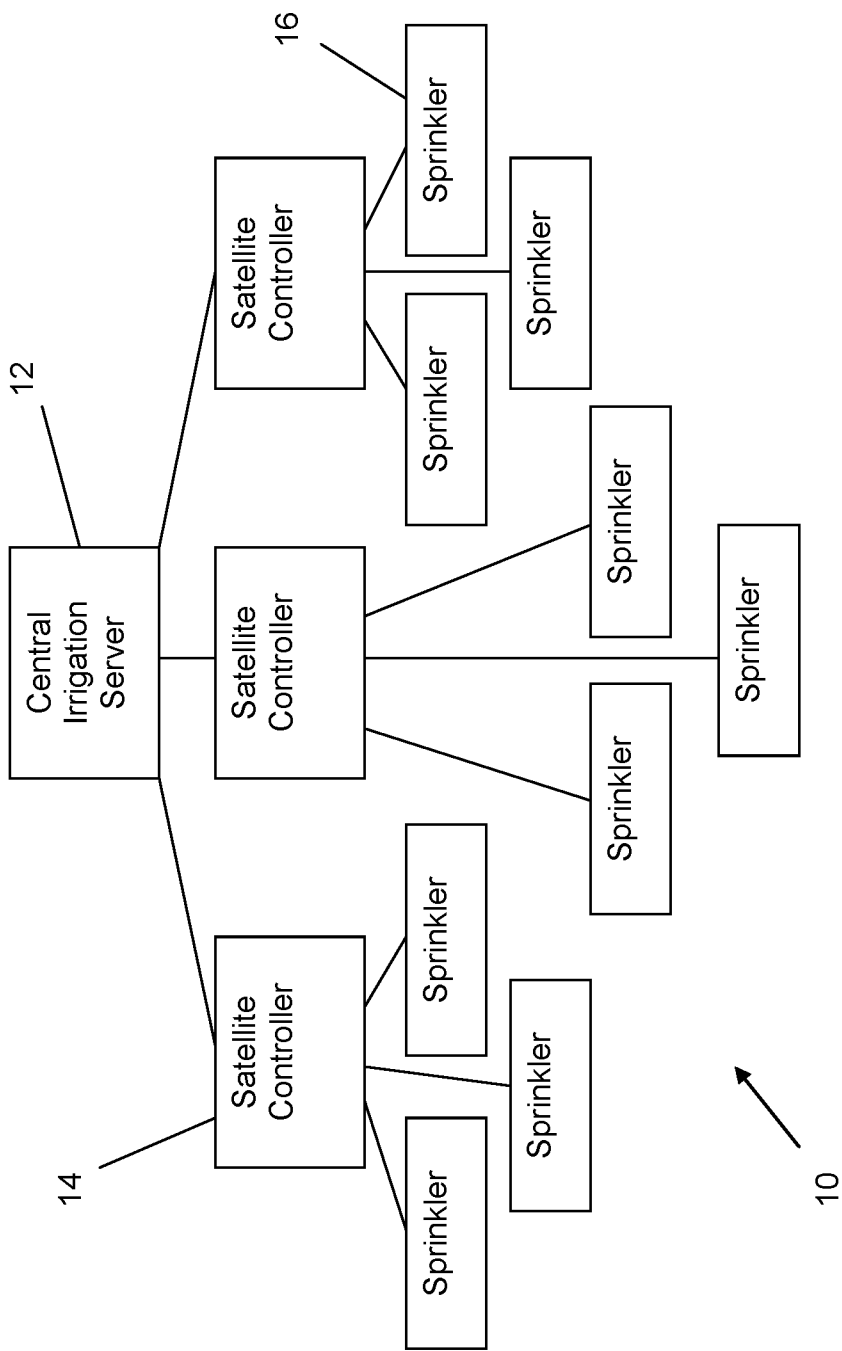 12
Central
Irrigation
Server
14
16
Satellite
Controller
Satellite
Controller
Satellite
Controller
Sprinkler
Sprinkler
Sprinkler
Sprinkler
Sprinkler
Sprinkler
Sprinkler
Sprinkler
Sprinkler
10